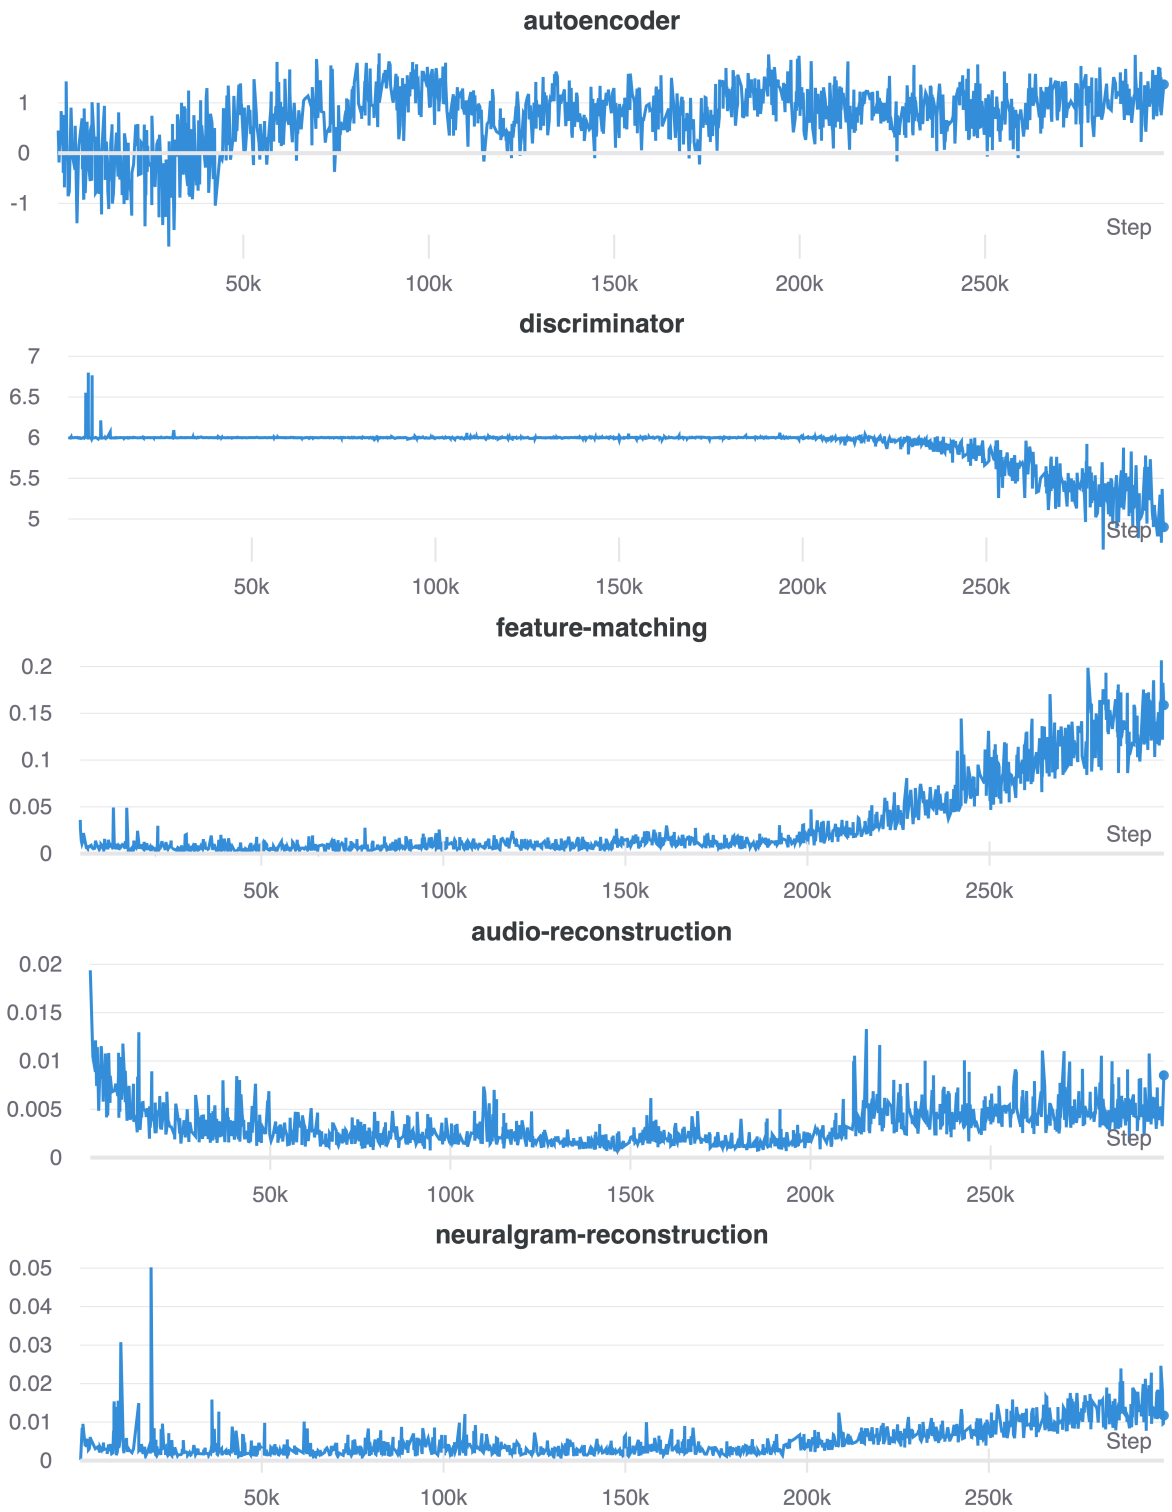 autoencoder
1
0
-1
Step
50k 100k 150k 200k 250k
discriminator
7
6.5
6
5.5
5
Step
50k 100k 150k 200k 250k
feature-matching
0.2
0.15
0.1
0.05
0
Step
50k 100k 150k 200k 250k
audio-reconstruction
0.02
0.015
0.01
0.005
0
Step
50k 100k 150k 200k 250k
neuralgram-reconstruction
0.05
0.04
0.03
0.02
0.01
0
Step
50k 100k 150k 200k 250k